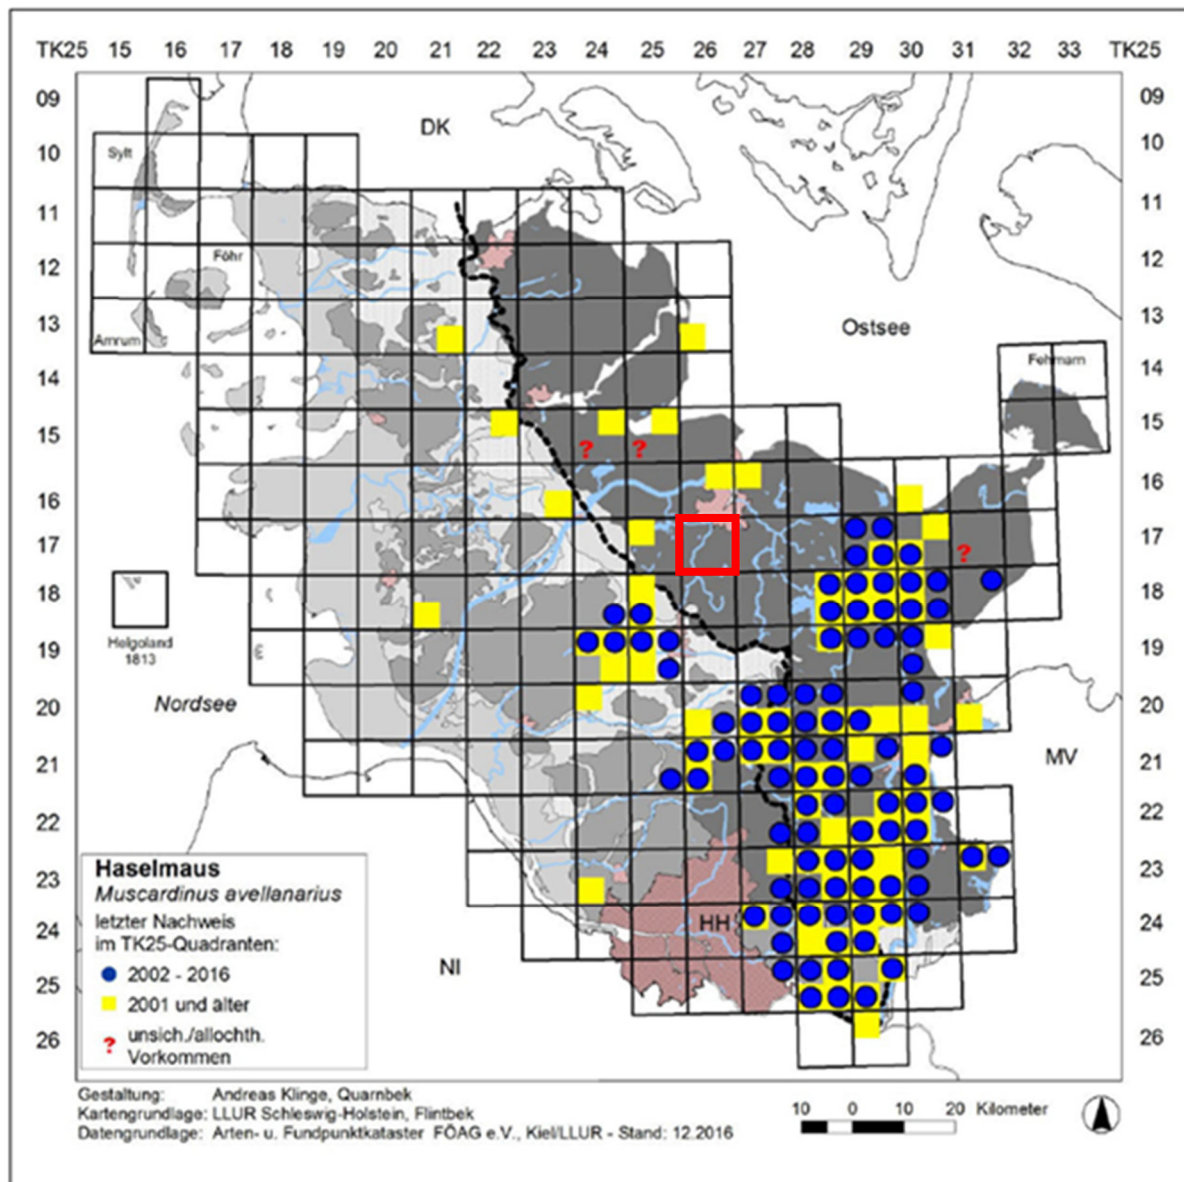 TK25 15 16 17 18 19 20 21 22 23 24 25 26 27 28 29 30 31 32 33 TK25
09 09
DK
10 Sylt 10
11 11
12 Föhr 12
13 Ostsee 13
Amrum
14 Fehmarn 14
15 ? ? 15
16 16
17 ? 17
18 18
Helgoland
1813
19 19
Nordsee
20 20
MV
21 21
22 22
23 23
24 HH 24
NI
25 25
26 26
Haselmaus
Muscardinus avellanarius
letzter Nachweis
im TK25-Quadranten:
2002 - 2016
2001 und älter
? unsich./allochth.
Vorkommen
Gestaltung: Andreas Klinge, Quarnbek
Kartengrundlage: LLUR Schleswig-Holstein, Flintbek
Datengrundlage: Arten- u. Fundpunktkataster FÖAG e.V., Kiel/LLUR - Stand: 12.2016
10 0 10 20 Kilometer